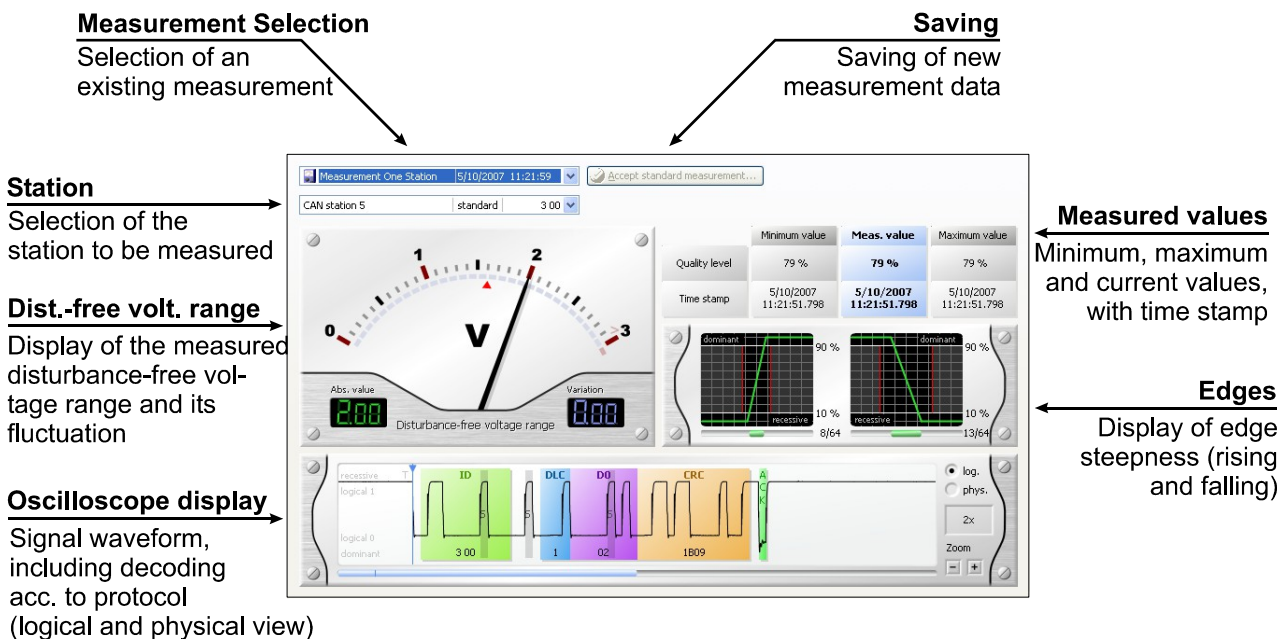 Measurement Selection
Selection of an
existing measurement
Saving
Saving of new
measurement data
Station
Selection of the
station to be measured
Dist.-free volt. range
Display of the measured
disturbance-free vol-
tage range and its
fluctuation
Oscilloscope display
Signal waveform,
including decoding
acc. to protocol
(logical and physical view)
Measurement One Station 5/10/2007 11:21:59
Accept standard measurement...
CAN station 5 standard 3 00
0 1 2 3
V
Abs. value
2.00
Disturbance-free voltage range
Variation
0.00
Minimum value Meas. value Maximum value
Quality level 79 % 79 % 79 %
Time stamp 5/10/2007 5/10/2007 5/10/2007
11:21:51.798 11:21:51.798 11:21:51.798
dominant 90 % dominant 90 %
recessive 10 % recessive 10 %
8/64 13/64
recessive T
logical 1
logical 0
dominant
ID DLC D0 CRC ACK
S S S
3 00 1 02 1B09
log.
phys.
2x
Zoom
- +
Measured values
Minimum, maximum
and current values,
with time stamp
Edges
Display of edge
steepness (rising
and falling)